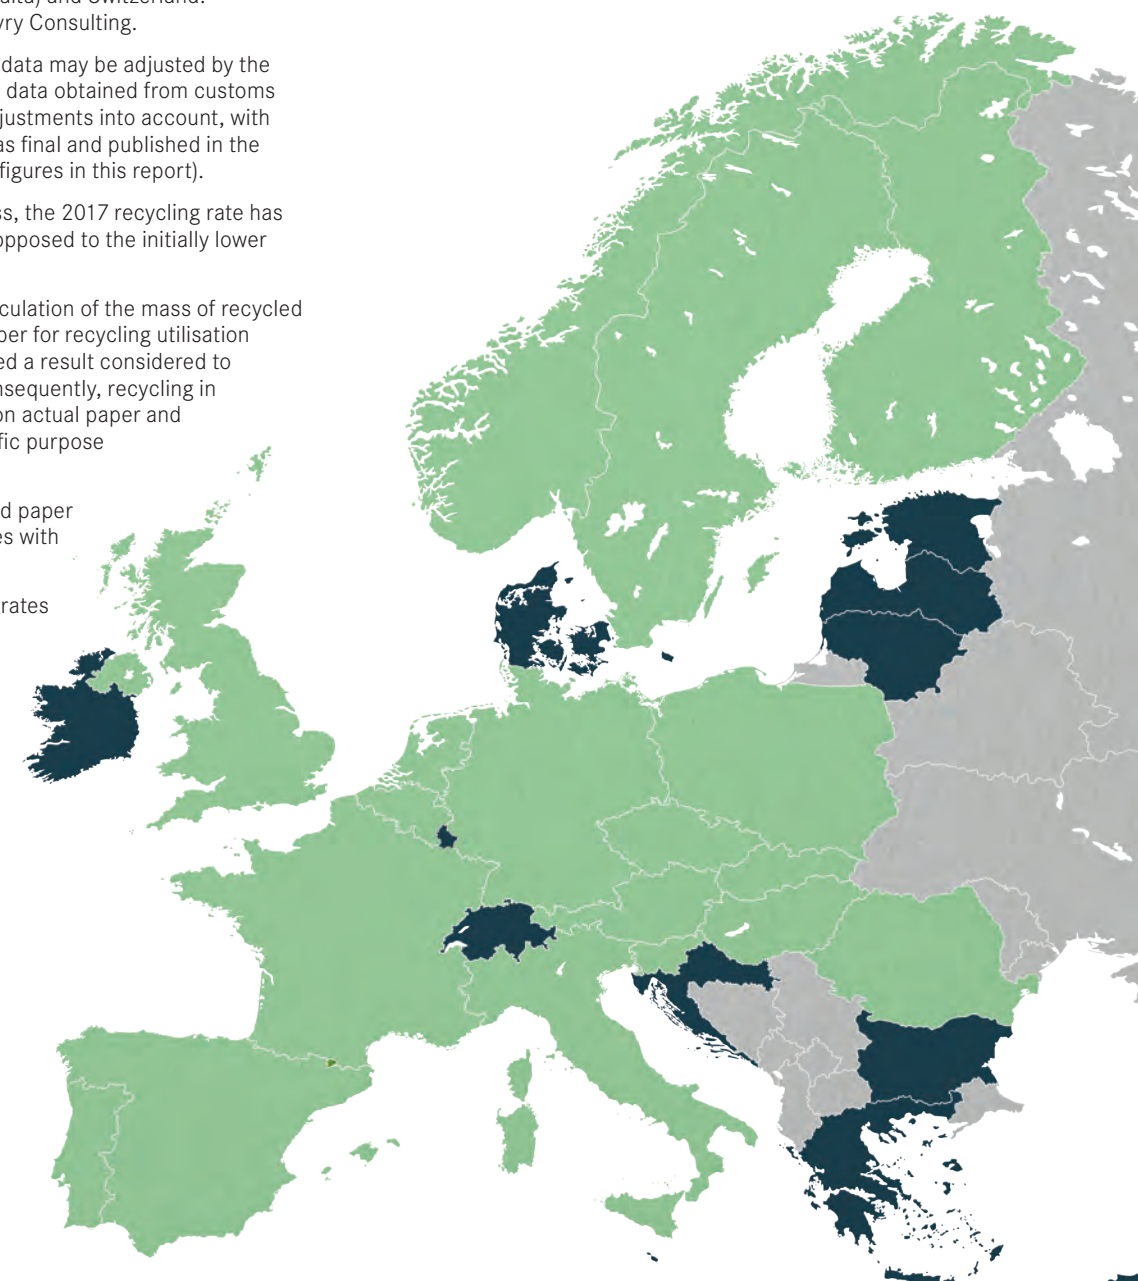 and Switzerland.
yry Consulting.
data may be adjusted by the
data obtained from customs
justments into account, with
as final and published in the
figures in this report).
ss, the 2017 recycling rate has
opposed to the initially lower
culation of the mass of recycled
per for recycling utilisation
ed a result considered to
nsequently, recycling in
on actual paper and
fic purpose
d paper
es with
rates